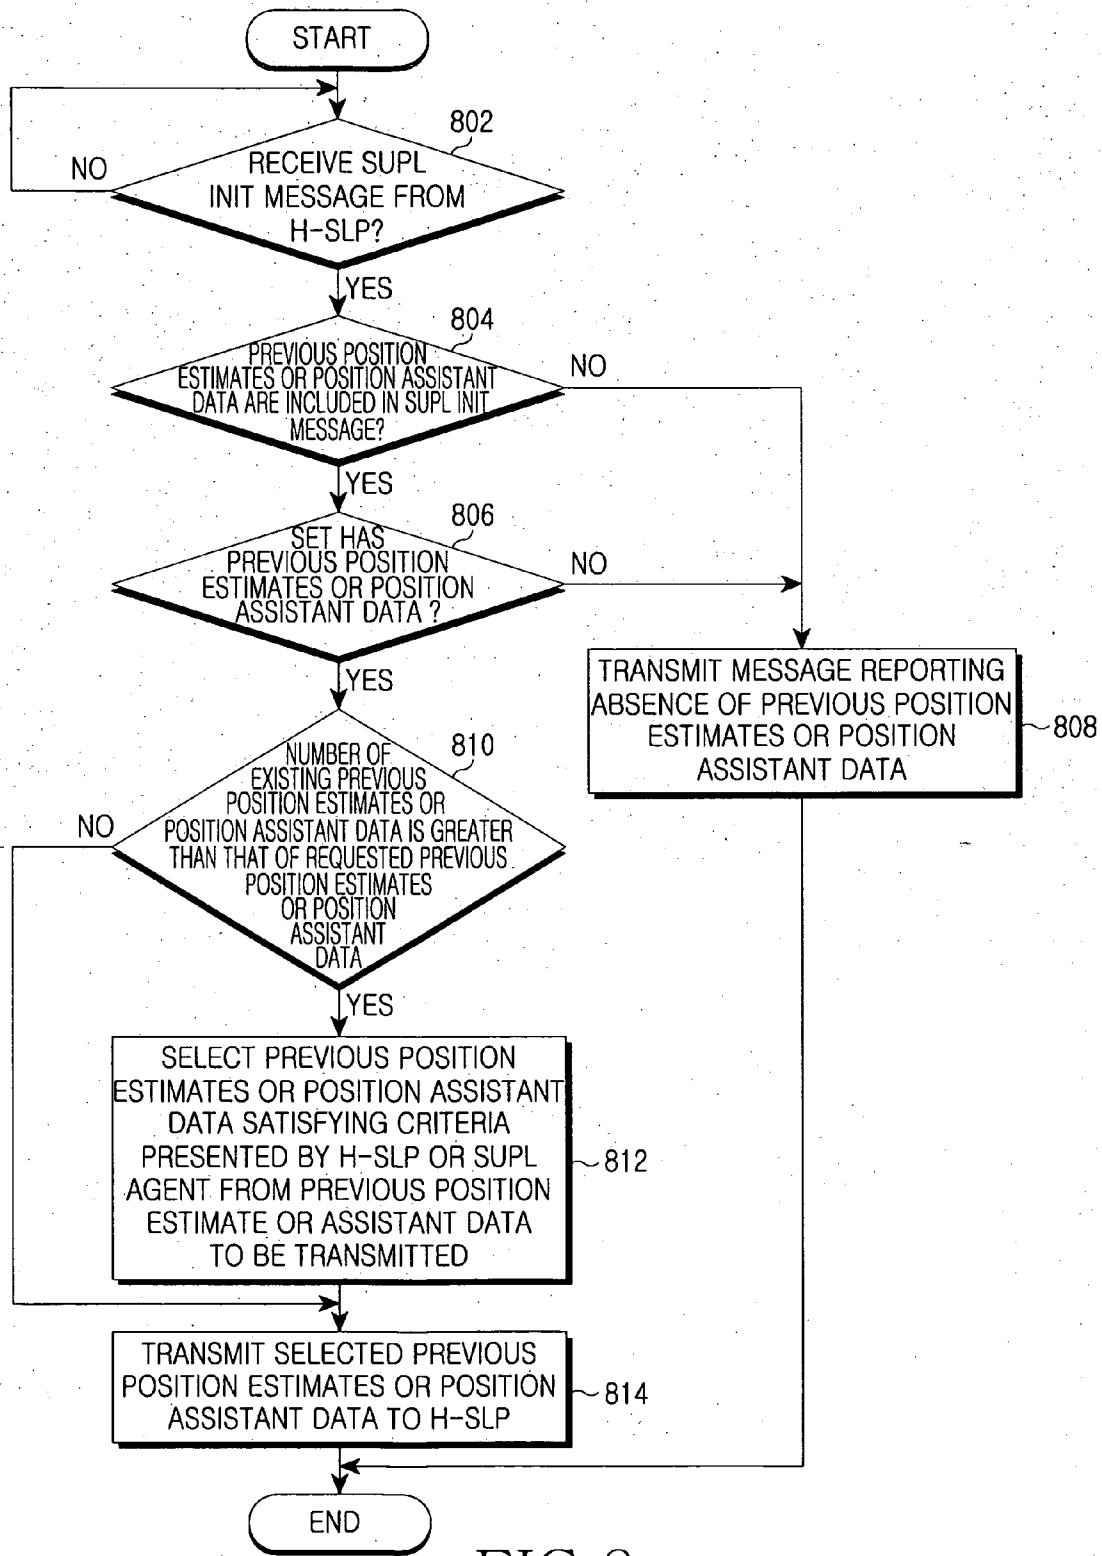 START
802
RECEIVE SUPL
INIT MESSAGE FROM
H-SLP?
NO
YES
804
PREVIOUS POSITION
ESTIMATES OR POSITION ASSISTANT
DATA ARE INCLUDED IN SUPL INIT
MESSAGE?
NO
YES
806
SET HAS
PREVIOUS POSITION
ESTIMATES OR POSITION
ASSISTANT DATA ?
NO
YES
TRANSMIT MESSAGE REPORTING
ABSENCE OF PREVIOUS POSITION
ESTIMATES OR POSITION
ASSISTANT DATA
808
810
NUMBER OF
EXISTING PREVIOUS
POSITION ESTIMATES OR
POSITION ASSISTANT DATA IS GREATER
THAN THAT OF REQUESTED PREVIOUS
POSITION ESTIMATES
OR POSITION
ASSISTANT
DATA
NO
YES
SELECT PREVIOUS POSITION
ESTIMATES OR POSITION ASSISTANT
DATA SATISFYING CRITERIA
PRESENTED BY H-SLP OR SUPL
AGENT FROM PREVIOUS POSITION
ESTIMATE OR ASSISTANT DATA
TO BE TRANSMITTED
812
TRANSMIT SELECTED PREVIOUS
POSITION ESTIMATES OR POSITION
ASSISTANT DATA TO H-SLP
814
END